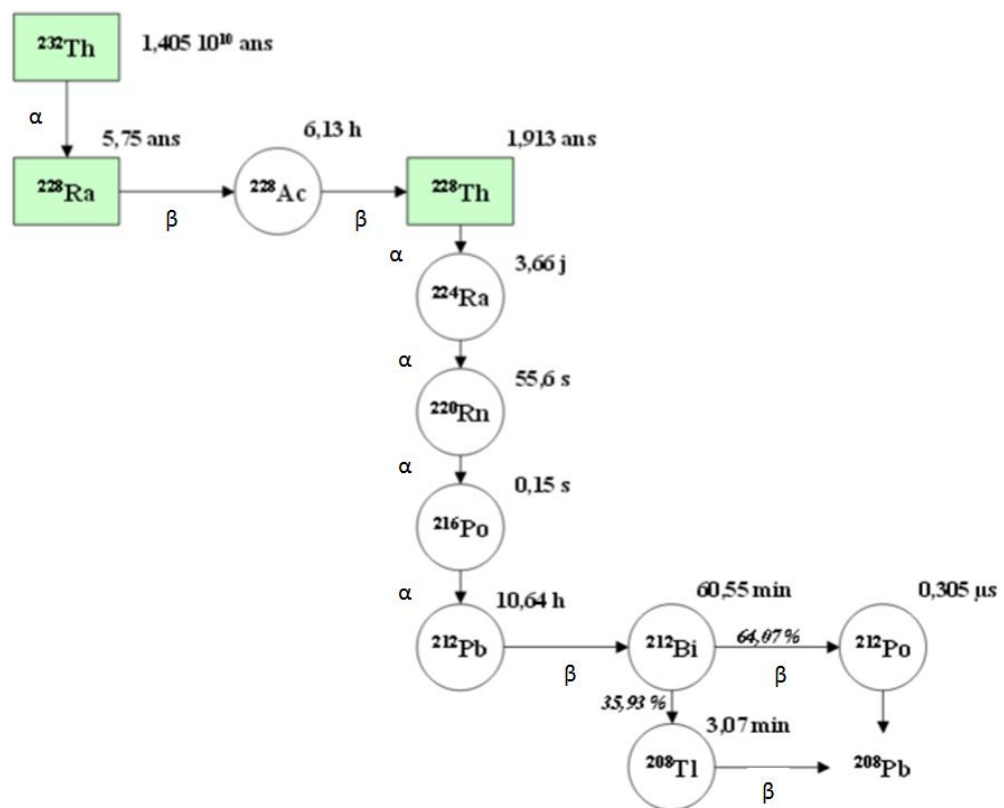 ²³²Th 1,405 10¹⁰ ans
α
5,75 ans 6,13 h 1,913 ans
²²⁸Ra ²²⁸Ac ²²⁸Th
β β
α 3,66 j
²²⁴Ra
α 55,6 s
²²⁰Rn
α 0,15 s
²¹⁶Po
α 10,64 h 60,55 min 0,305 µs
²¹²Pb ²¹²Bi 64,07 % ²¹²Po
β β
35,93 % 3,07 min
²⁰⁸Tl ²⁰⁸Pb
β